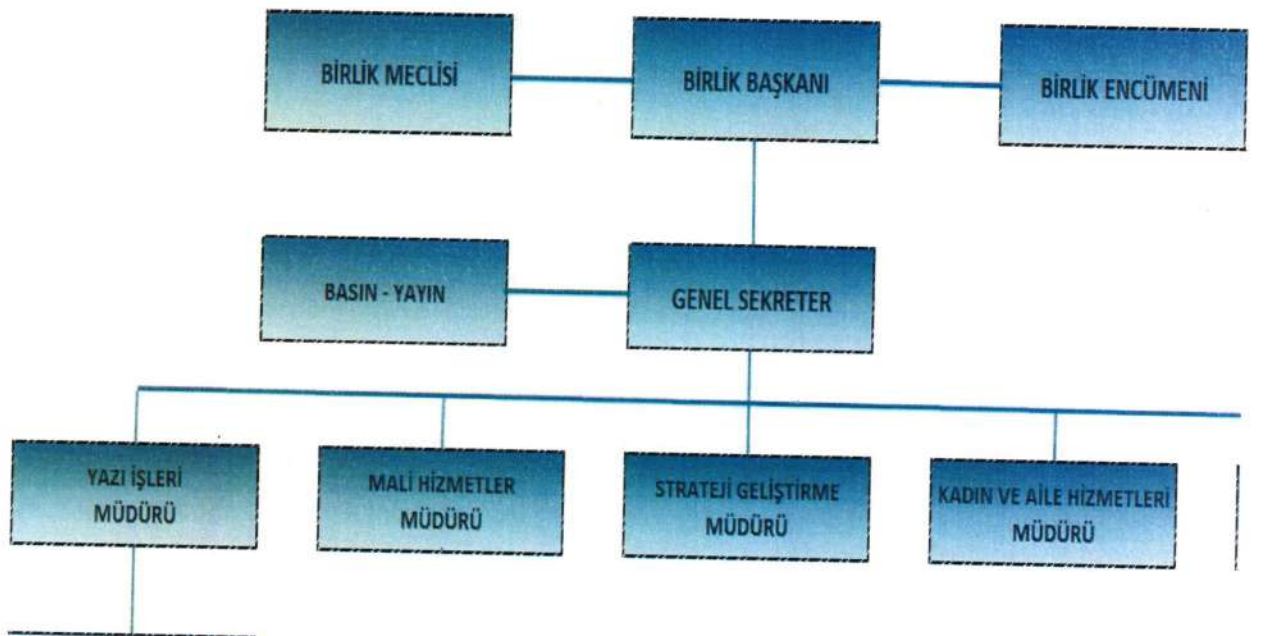 BİRLİK MECLİSİ
BİRLİK BAŞKANI
BİRLİK ENCÜMENİ
BASIN - YAYIN
GENEL SEKRETER
YAZI İŞLERİ
MÜDÜRÜ
MALİ HİZMETLER
MÜDÜRÜ
STRATEJİ GELİŞTİRME
MÜDÜRÜ
KADIN VE AİLE HİZMETLERİ
MÜDÜRÜ